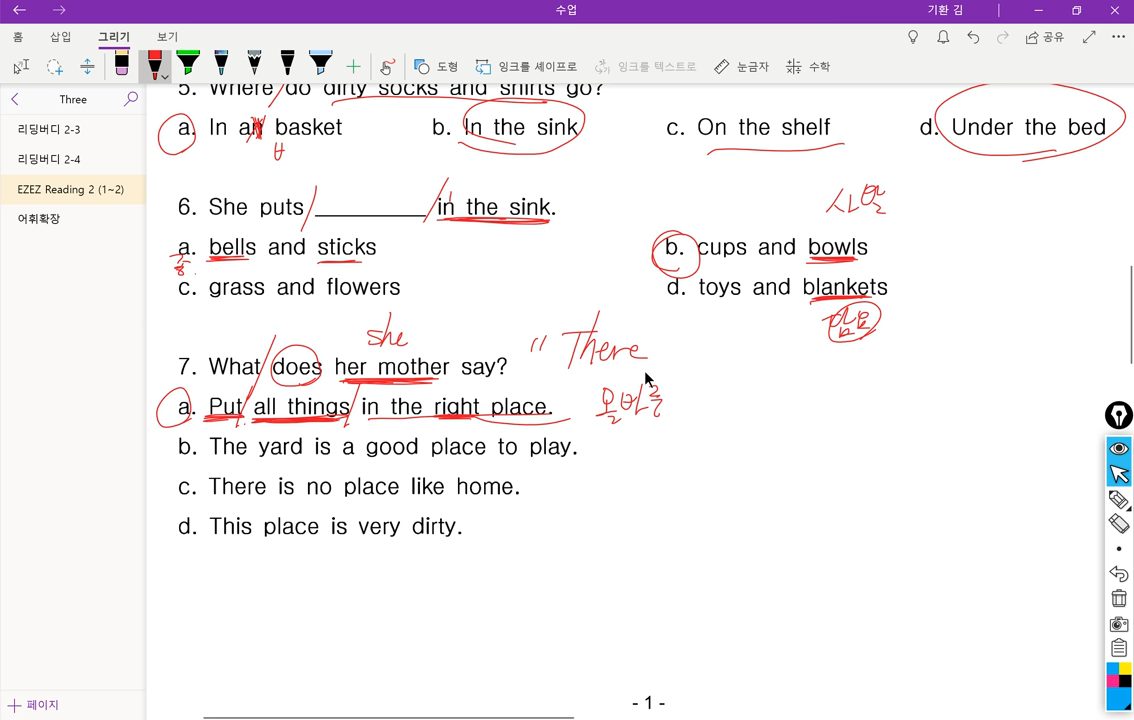 수업
기환 김
홈 삽입 그리기 보기
공유
도형 잉크를 셰이프로 잉크를 텍스트로 눈금자 수학
Three
리딩버디 2-3
리딩버디 2-4
EZEZ Reading 2 (1~2)
어휘확장
페이지
5. Where do dirty socks and shirts go?
a. In an basket b. In the sink c. On the shelf d. Under the bed
사발
6. She puts __________ in the sink.
a. bells and sticks b. cups and bowls
종
c. grass and flowers d. toys and blankets
담요
she
" There
7. What does her mother say?
a. Put all things in the right place.
올바른
b. The yard is a good place to play.
c. There is no place like home.
d. This place is very dirty.
- 1 -